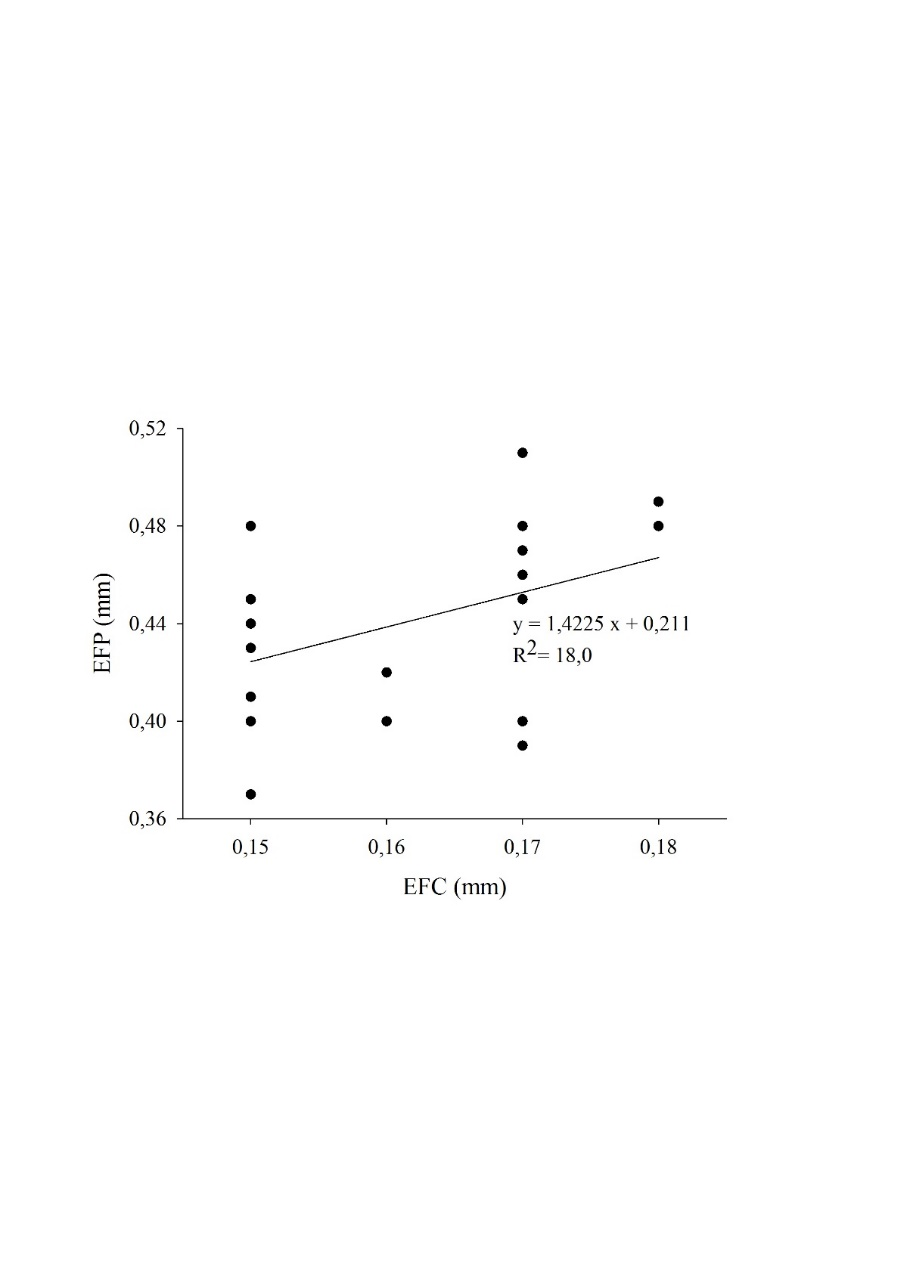 0,52
0,48
0,44
0,40
0,36
EFP (mm)
y = 1,4225 x + 0,211
R²= 18,0
0,15 0,16 0,17 0,18
EFC (mm)